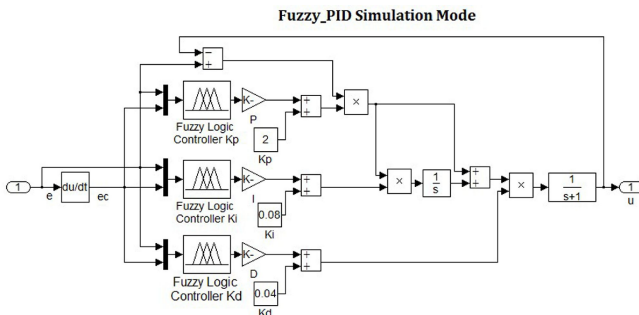 Fuzzy_PID Simulation Mode
−
+
K-
+
+
×
Fuzzy Logic
Controller Kp
P
2
Kp
1
e
du/dt
ec
K-
+
+
×
1
s
+
+
×
1
s+1
1
u
Fuzzy Logic
Controller Ki
I
0.08
Ki
K-
+
+
Fuzzy Logic
Controller Kd
D
0.04
Kd